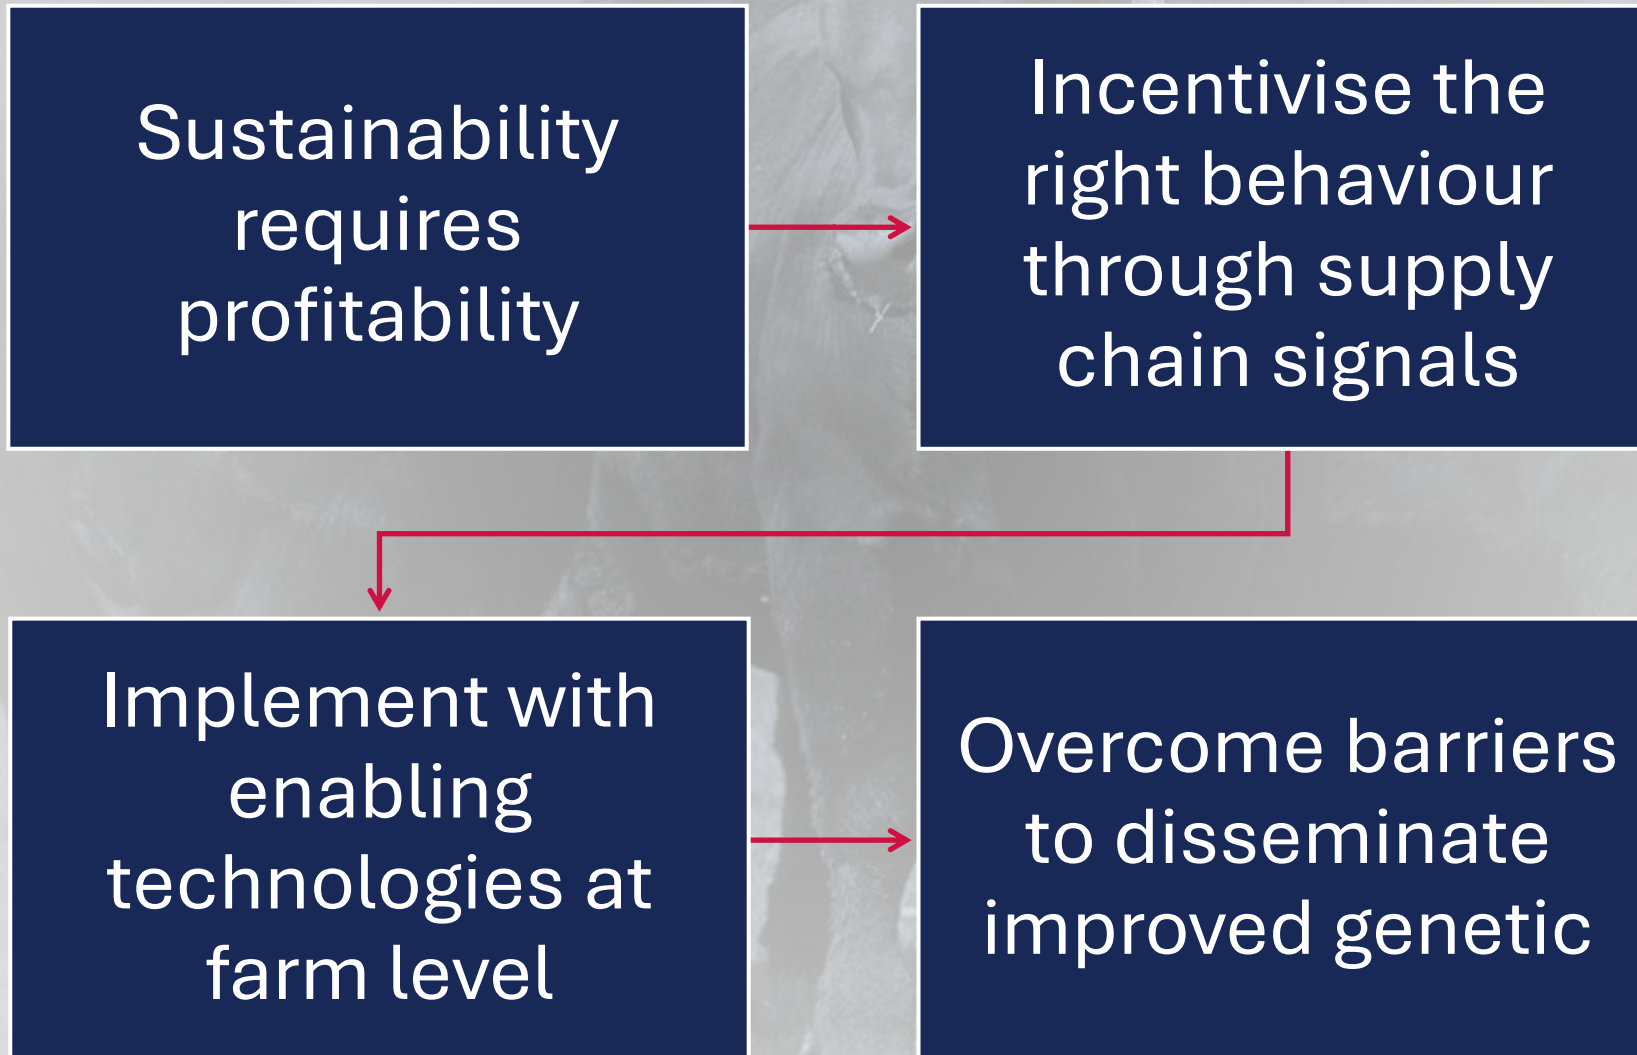 Sustainability
requires
profitability
Incentivise the
right behaviour
through supply
chain signals
Implement with
enabling
technologies at
farm level
Overcome barriers
to disseminate
improved genetic